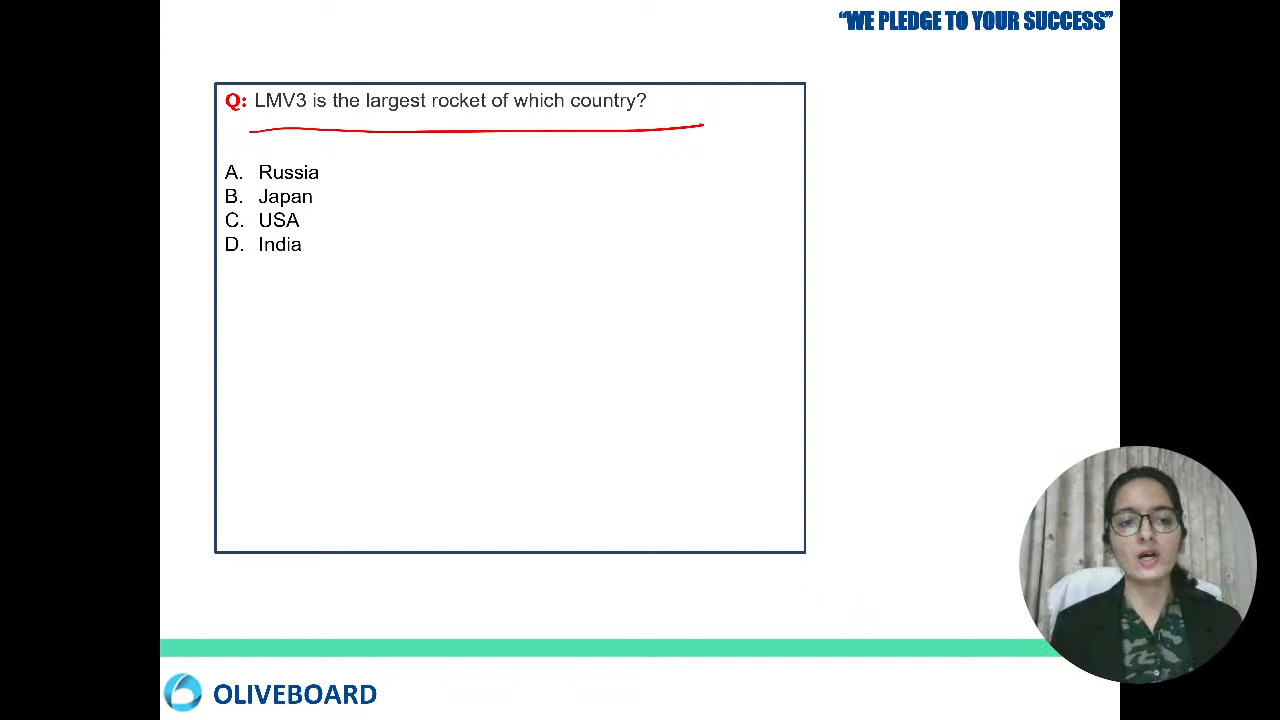 “WE PLEDGE TO YOUR SUCCESS”
Q: LMV3 is the largest rocket of which country?
A. Russia
B. Japan
C. USA
D. India
OLIVEBOARD